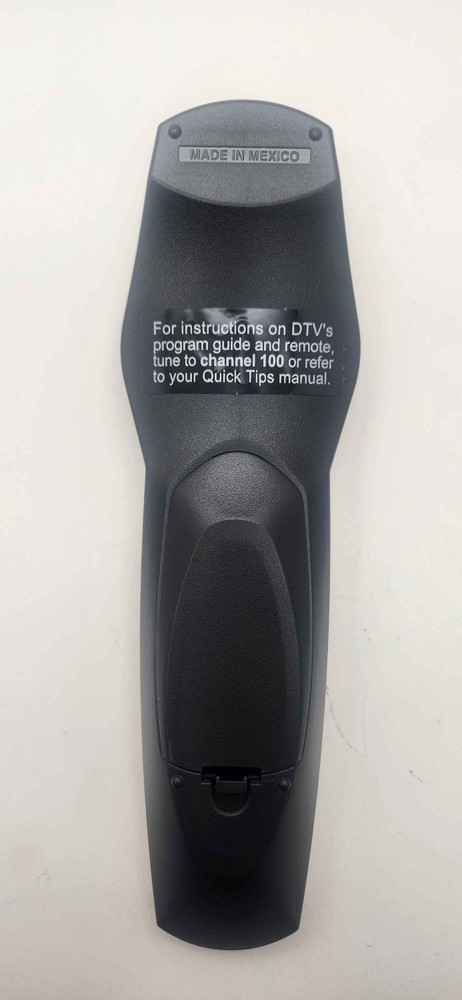 MADE IN MEXICO
For instructions on DTV's
program guide and remote,
tune to channel 100 or refer
to your Quick Tips manual.